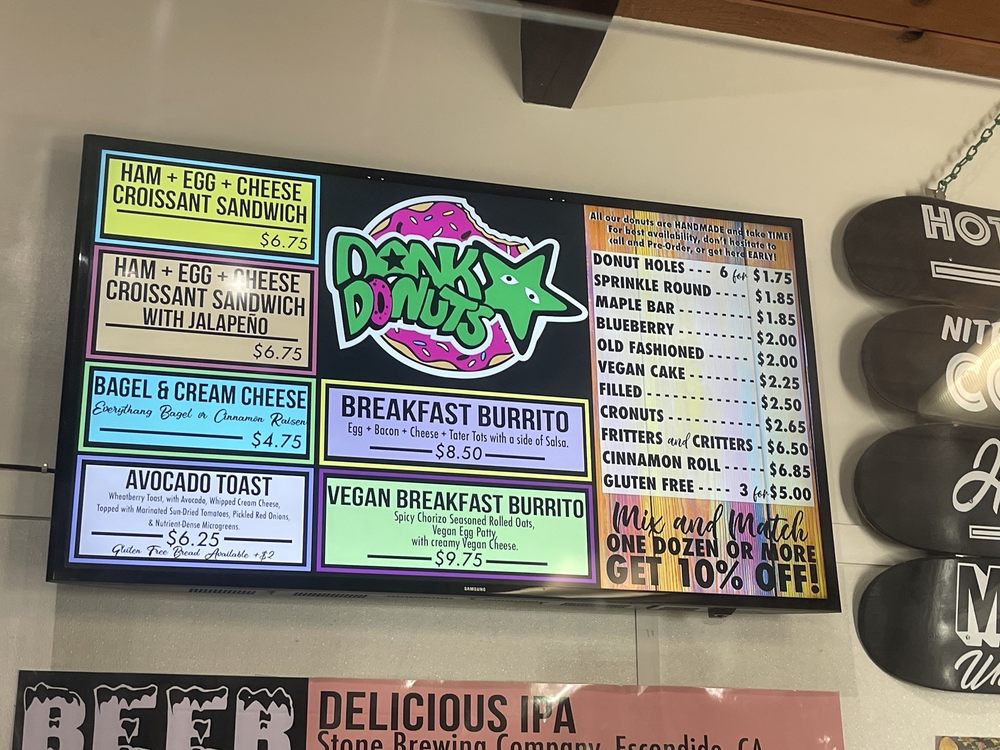 HAM + EGG + CHEESE
CROISSANT SANDWICH
$6.75
HAM + EGG + CHEESE
CROISSANT SANDWICH
WITH JALAPEÑO
$6.75
BAGEL & CREAM CHEESE
Everythang Bagel or Cinnamon Raisen
$4.75
AVOCADO TOAST
Wheatberry Toast, with Avocado, Whipped Cream Cheese,
Topped with Marinated Sun-Dried Tomatoes, Pickled Red Onions,
& Nutrient-Dense Microgreens.
$6.25
Gluten Free Bread Available +$2
DONK
DONUTS
BREAKFAST BURRITO
Egg + Bacon + Cheese + Tater Tots with a side of Salsa.
$8.50
VEGAN BREAKFAST BURRITO
Spicy Chorizo Seasoned Rolled Oats,
Vegan Egg Patty,
with creamy Vegan Cheese.
$9.75
All our donuts are HANDMADE and take TIME!
For best availability, don't hesitate to
call and Pre-Order, or get here EARLY!
DONUT HOLES --- 6 for $1.75
SPRINKLE ROUND ----- $1.85
MAPLE BAR --------- $1.85
BLUEBERRY --------- $2.00
OLD FASHIONED ----- $2.00
VEGAN CAKE -------- $2.25
FILLED ------------ $2.50
CRONUTS ---------- $2.65
FRITTERS and CRITTERS - $6.50
CINNAMON ROLL ------ $6.85
GLUTEN FREE ---- 3 for $5.00
Mix and Match
ONE DOZEN OR MORE
GET 10% OFF!
SAMSUNG
HOT
NIT
CO
M
BEER
DELICIOUS IPA
Stone Brewing Company, Escondido, CA